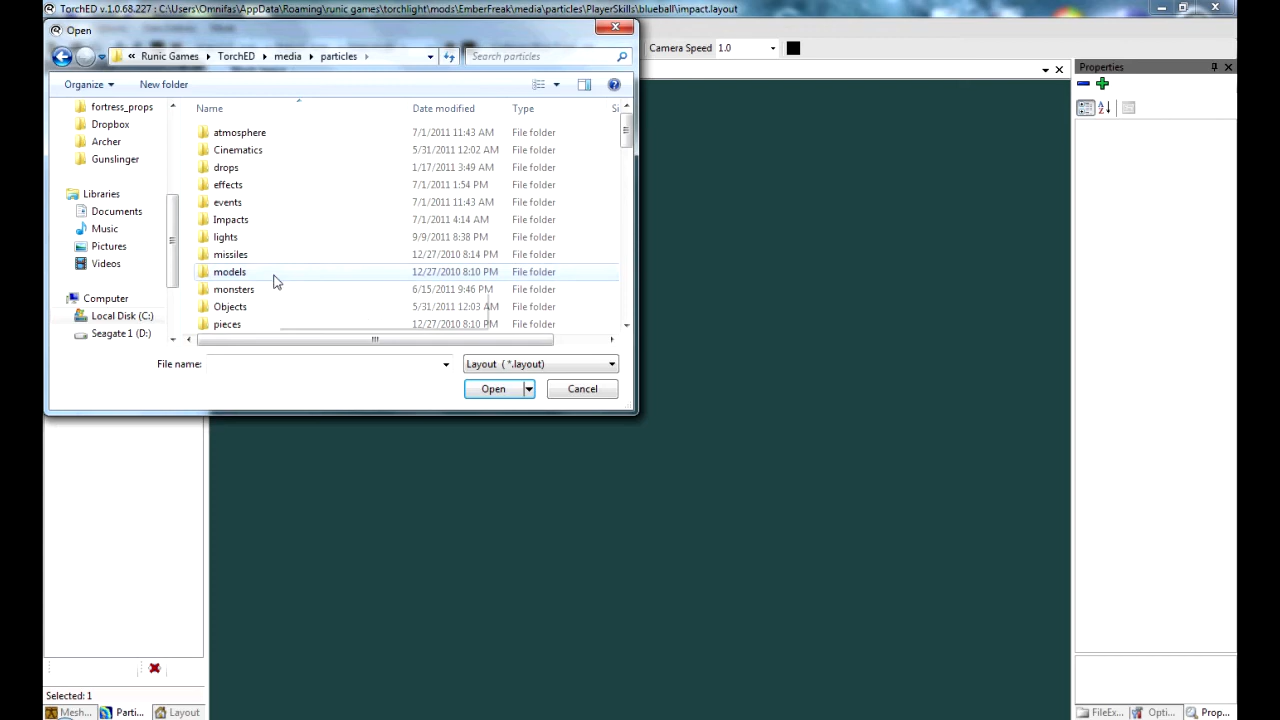 TorchED v.1.0.68.227 : C:\Users\Omnifas\AppData\Roaming\runic games\torchlight\mods\EmberFreak\media\particles\PlayerSkills\blueball\impact.layout
Open
Camera Speed 1.0
« Runic Games TorchED media particles
Search particles
Properties
Organize New folder
Name Date modified Type Si
fortress_props
Dropbox
Archer
Gunslinger
Libraries
Documents
Music
Pictures
Videos
Computer
Local Disk (C:)
Seagate1 (D:)
atmosphere 7/1/2011 11:43 AM File folder
Cinematics 5/31/2011 12:02 AM File folder
drops 1/17/2011 3:49 AM File folder
effects 7/1/2011 1:54 PM File folder
events 7/1/2011 11:43 AM File folder
Impacts 7/1/2011 4:14 AM File folder
lights 9/9/2011 8:38 PM File folder
missiles 12/27/2010 8:14 PM File folder
models 12/27/2010 8:10 PM File folder
monsters 6/15/2011 9:46 PM File folder
Objects 5/31/2011 12:03 AM File folder
pieces 12/27/2010 8:10 PM File folder
File name:
Layout ( *.layout)
Open Cancel
Selected: 1
Mesh... Parti... Layout
FileEx... Opti... Prop...